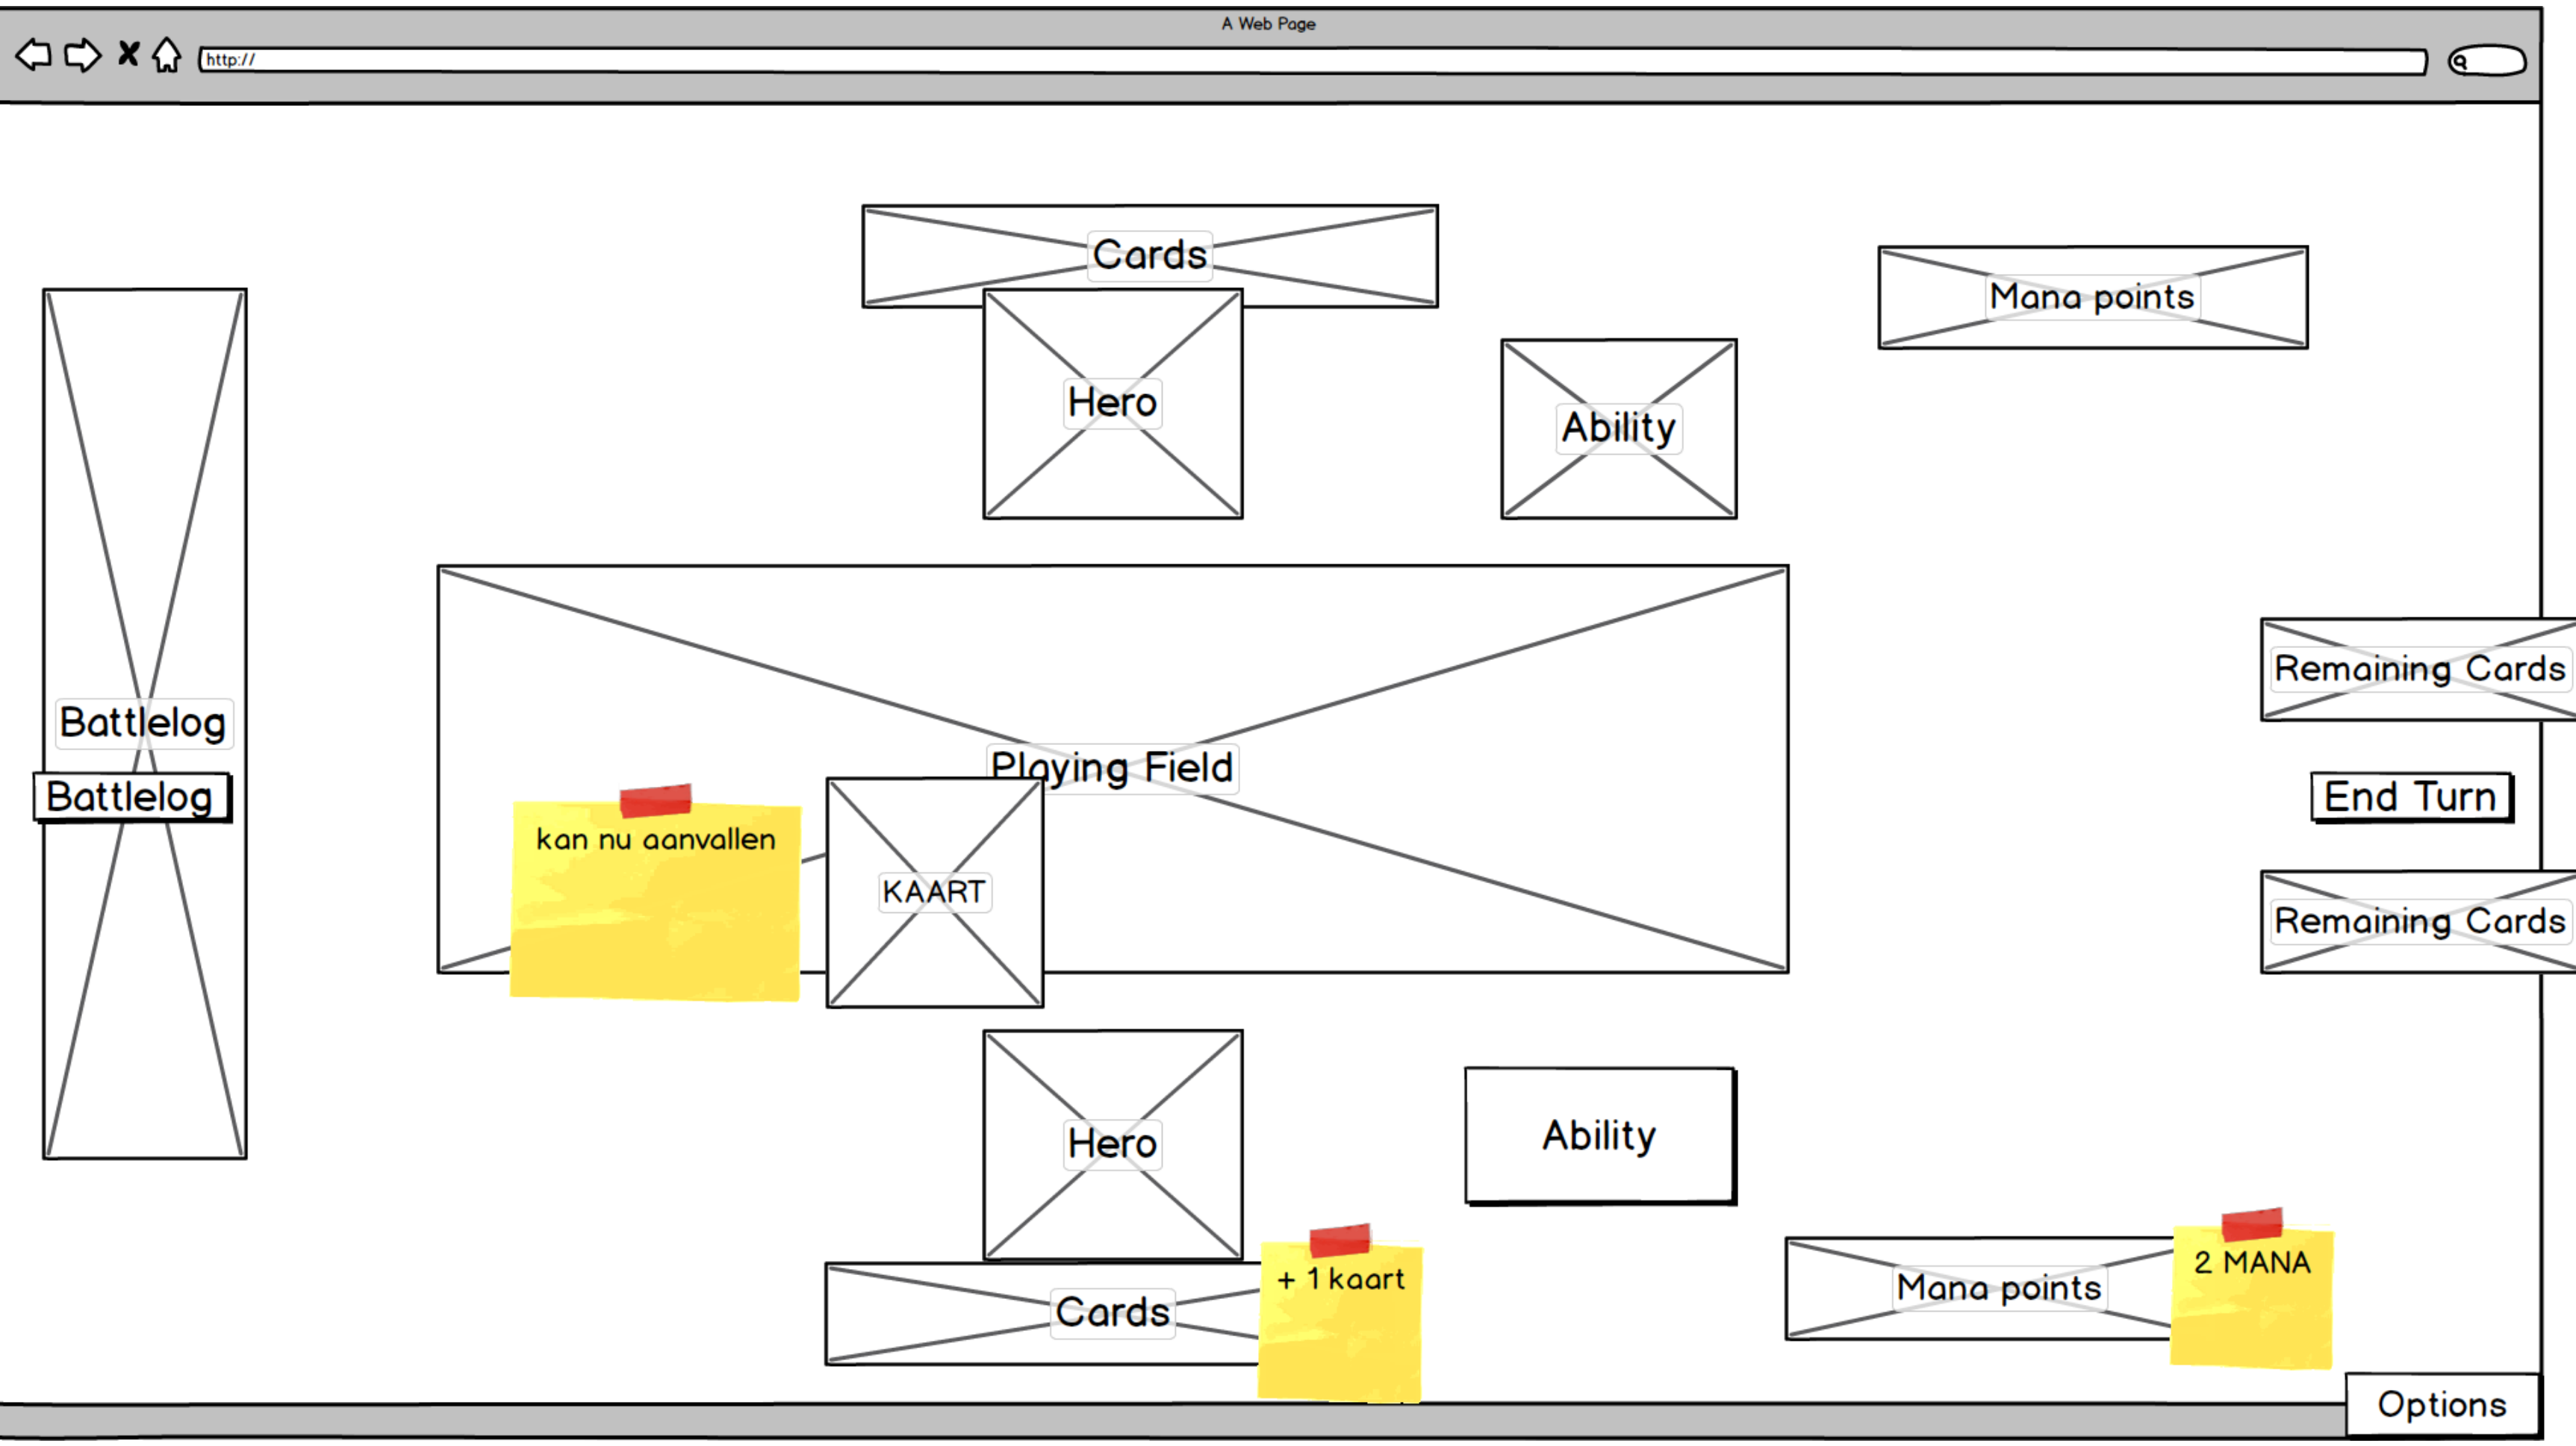 A Web Page
http://
Cards
Mana points
Hero
Ability
Remaining Cards
Battlelog
Playing Field
Battlelog
End Turn
kan nu aanvallen
KAART
Remaining Cards
Ability
Hero
+ 1 kaart
2 MANA
Mana points
Cards
Options